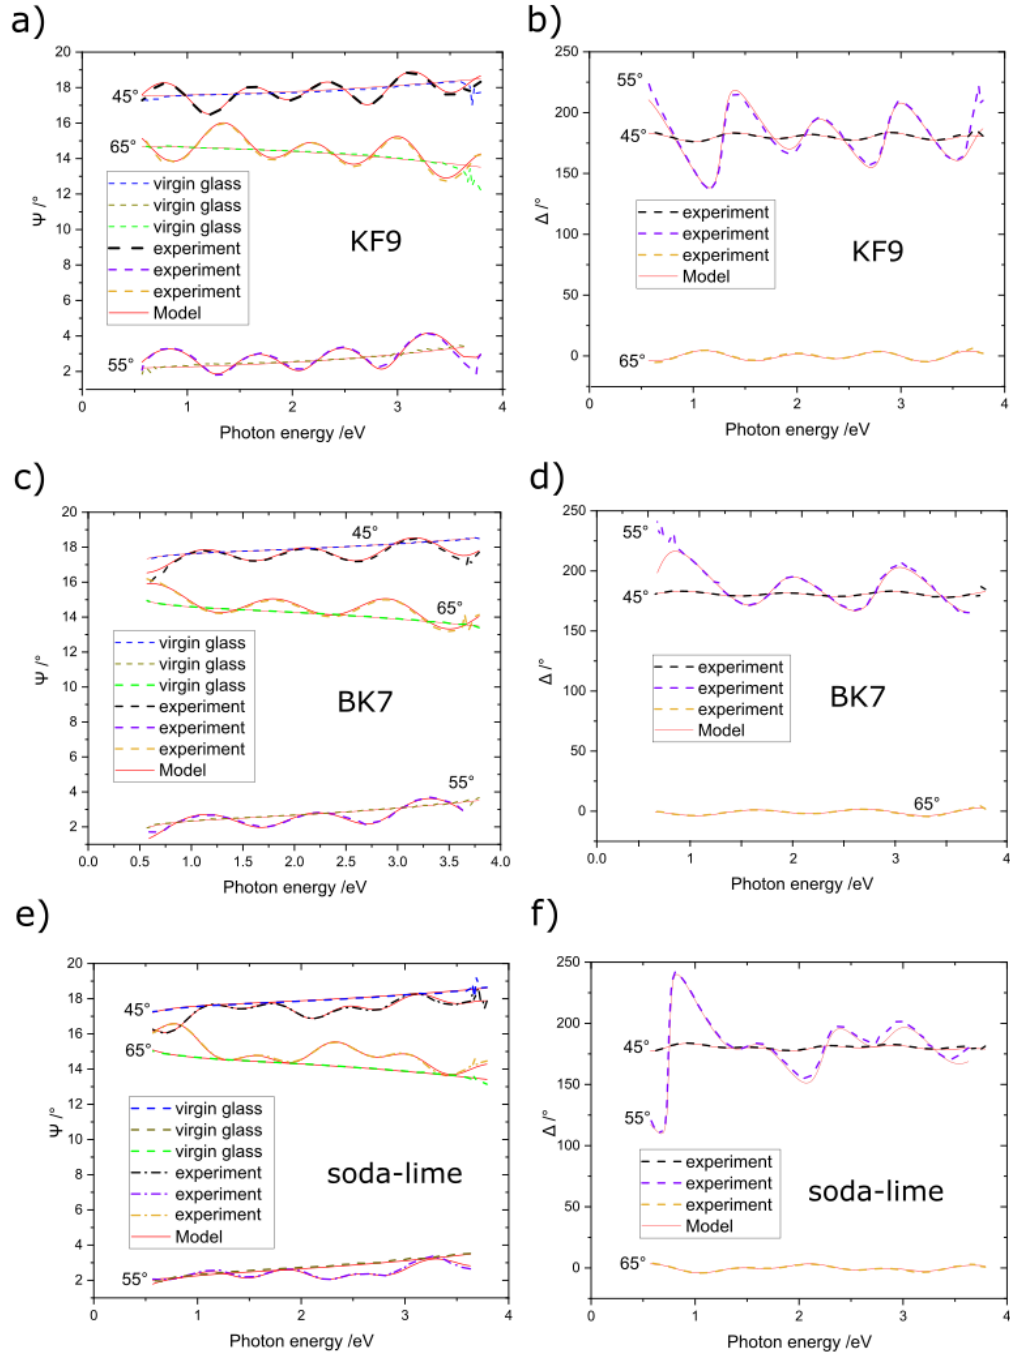 a)
20
18
16
14
12
10
8
6
4
2
Ψ /°
45°
65°
virgin glass
virgin glass
virgin glass
experiment
experiment
experiment
Model
KF9
55°
0
1
2
3
4
Photon energy /eV
b)
250
200
150
100
50
0
Δ /°
55°
45°
experiment
experiment
experiment
Model
KF9
65°
0
1
2
3
4
Photon energy /eV
c)
20
18
16
14
12
10
8
6
4
2
Ψ /°
45°
65°
virgin glass
virgin glass
virgin glass
experiment
experiment
experiment
Model
BK7
55°
0.0
0.5
1.0
1.5
2.0
2.5
3.0
3.5
4.0
Photon energy /eV
d)
250
200
150
100
50
0
Δ /°
55°
45°
experiment
experiment
experiment
Model
BK7
65°
0.0
1
2
3
4
Photon energy /eV
e)
20
18
16
14
12
10
8
6
4
2
Ψ /°
45°
65°
virgin glass
virgin glass
virgin glass
experiment
experiment
experiment
Model
soda-lime
55°
0
1
2
3
4
Photon energy /eV
f)
250
200
150
100
50
0
Δ /°
45°
55°
experiment
experiment
experiment
Model
soda-lime
65°
0
1
2
3
4
Photon energy /eV